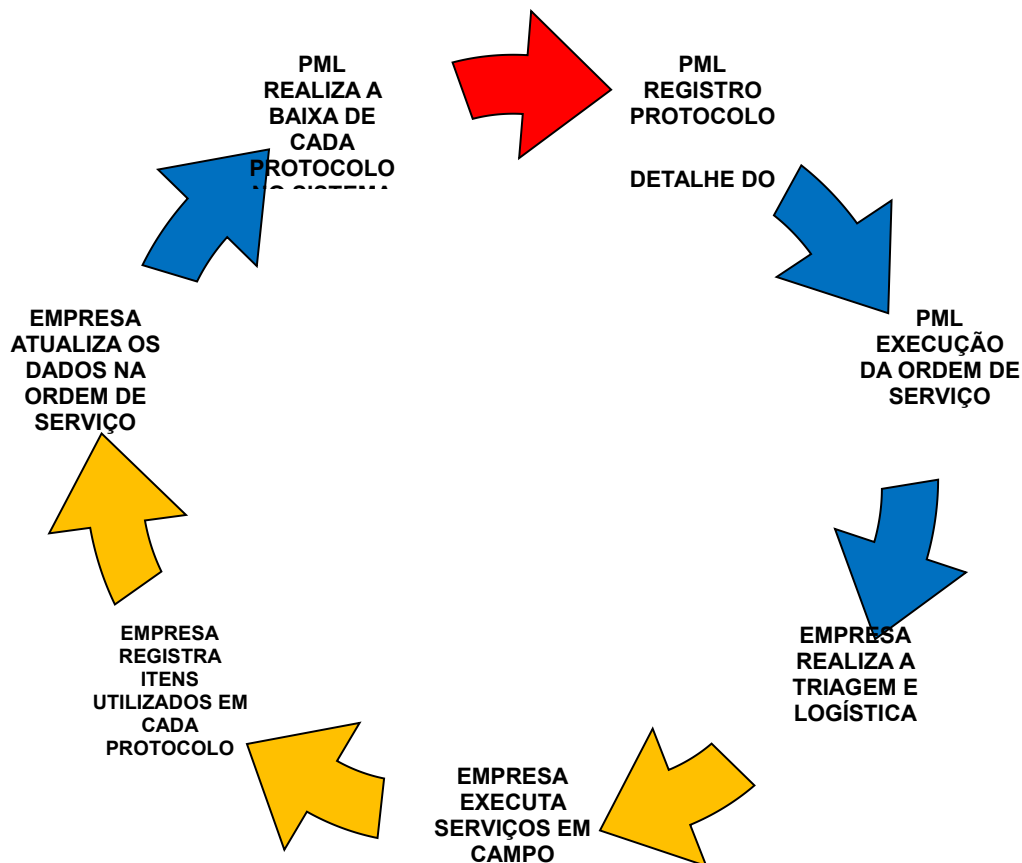 PML
REGISTRO
PROTOCOLO
DETALHE DO
PML
EXECUÇÃO
DA ORDEM DE
SERVIÇO
EMPRESA
REALIZA A
TRIAGEM E
LOGÍSTICA
EMPRESA
EXECUTA
SERVIÇOS EM
CAMPO
EMPRESA
REGISTRA
ITENS
UTILIZADOS EM
CADA
PROTOCOLO
EMPRESA
ATUALIZA OS
DADOS NA
ORDEM DE
SERVIÇO
PML
REALIZA A
BAIXA DE
CADA
PROTOCOLO
NO SISTEMA